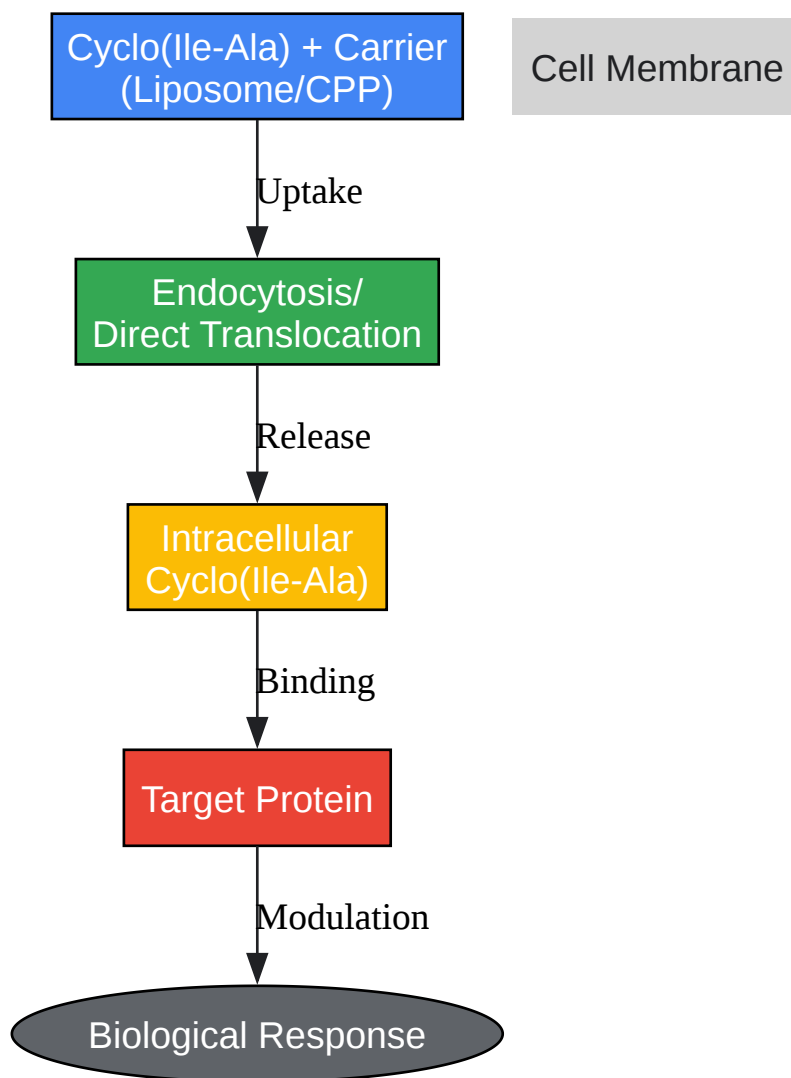 Cyclo(Ile-Ala) + Carrier
(Liposome/CPP)
Cell Membrane
Uptake
Endocytosis/
Direct Translocation
Release
Intracellular
Cyclo(Ile-Ala)
Binding
Target Protein
Modulation
Biological Response